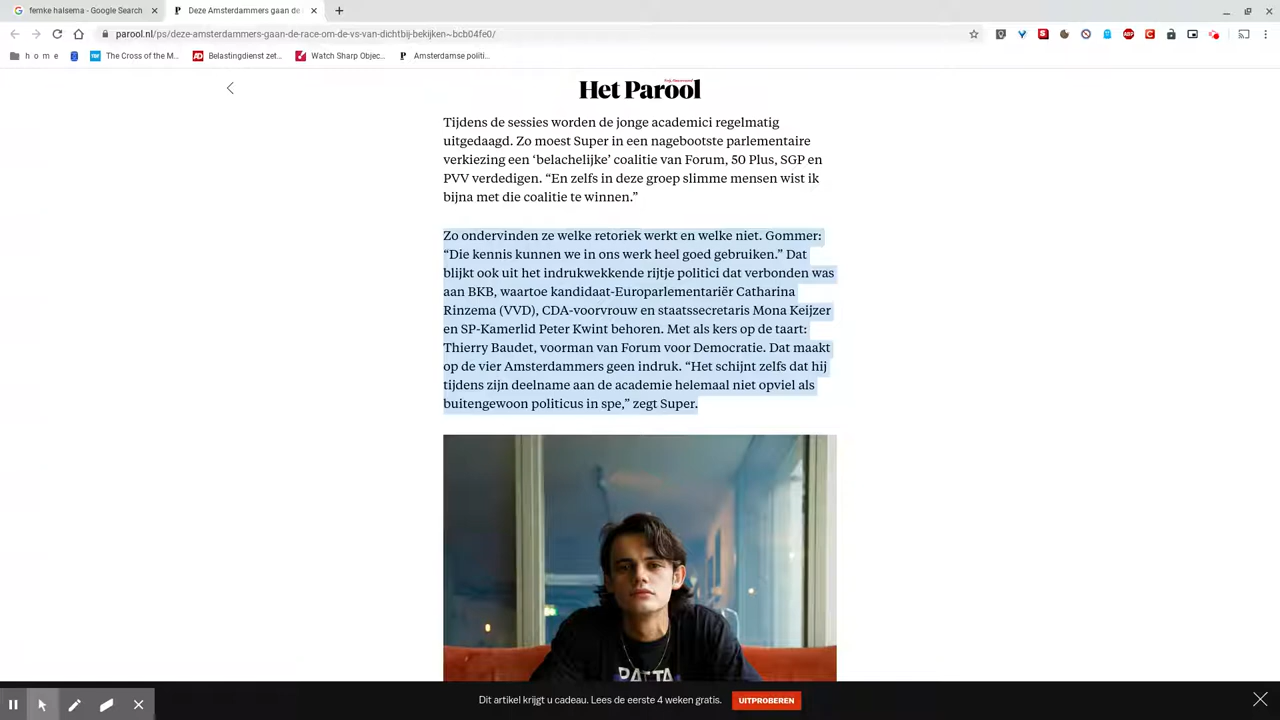 femke halsema - Google Search
Deze Amsterdammers gaan de
parool.nl/ps/deze-amsterdammers-gaan-de-race-om-de-vs-van-dichtbij-bekijken~bcb04fe0/
h o m e
The Cross of the M...
Belastingdienst zet...
Watch Sharp Objec...
Amsterdamse politi...
Het Parool
Tijdens de sessies worden de jonge academici regelmatig
uitgedaagd. Zo moest Super in een nagebootste parlementaire
verkiezing een ‘belachelijke’ coalitie van Forum, 50 Plus, SGP en
PVV verdedigen. “En zelfs in deze groep slimme mensen wist ik
bijna met die coalitie te winnen.”
Zo ondervinden ze welke retoriek werkt en welke niet. Gommer:
“Die kennis kunnen we in ons werk heel goed gebruiken.” Dat
blijkt ook uit het indrukwekkende rijtje politici dat verbonden was
aan BKB, waartoe kandidaat-Europarlementariër Catharina
Rinzema (VVD), CDA-voorvrouw en staatssecretaris Mona Keijzer
en SP-Kamerlid Peter Kwint behoren. Met als kers op de taart:
Thierry Baudet, voorman van Forum voor Democratie. Dat maakt
op de vier Amsterdammers geen indruk. “Het schijnt zelfs dat hij
tijdens zijn deelname aan de academie helemaal niet opviel als
buitengewoon politicus in spe,” zegt Super.
PATTA
Dit artikel krijgt u cadeau. Lees de eerste 4 weken gratis.
UITPROBEREN